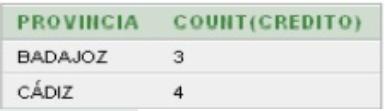 PROVINCIA COUNT(CREDITO)
BADAJOZ 3
CÁDIZ 4